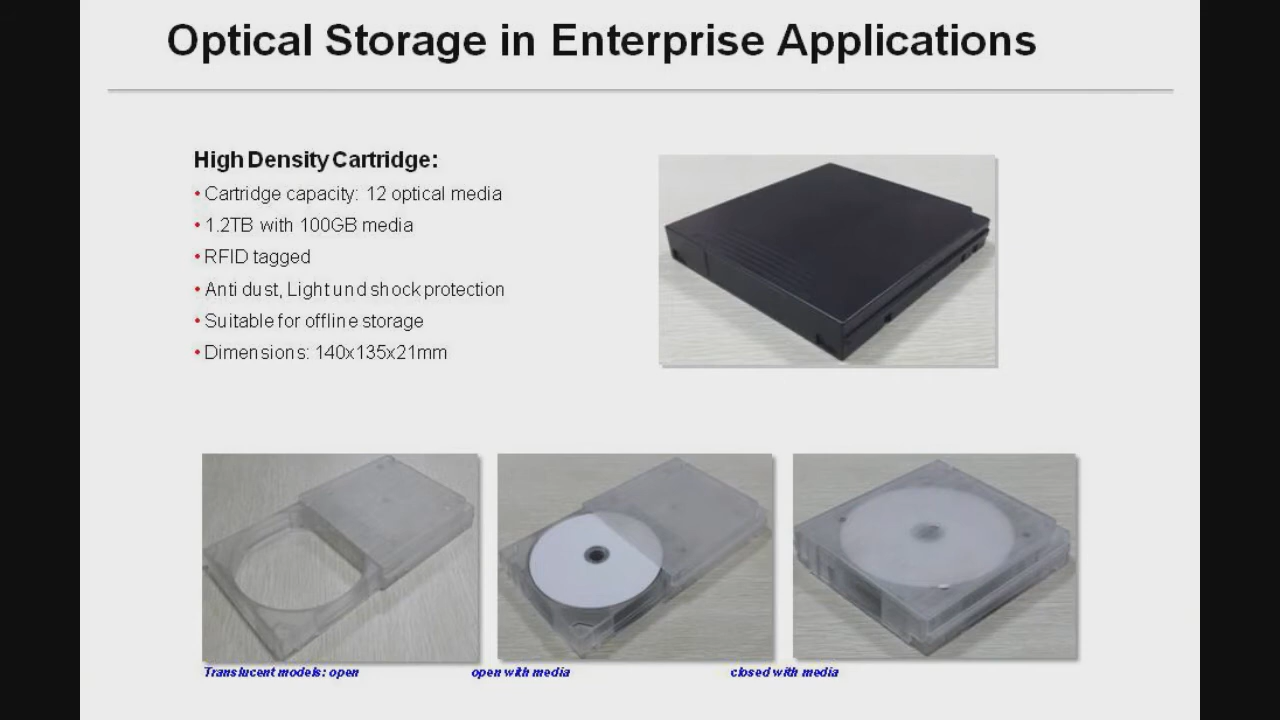 Optical Storage in Enterprise Applications
High Density Cartridge:
• Cartridge capacity: 12 optical media
• 1.2TB with 100GB media
• RFID tagged
• Anti dust, Light und shock protection
• Suitable for offline storage
• Dimensions: 140x135x21mm
Translucent models: open
open with media
closed with media